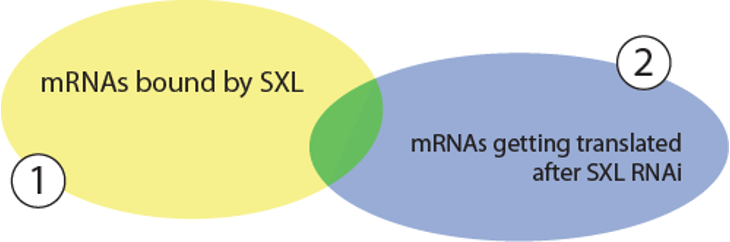 mRNAs bound by SXL
2
mRNAs getting translated
after SXL RNAi
1